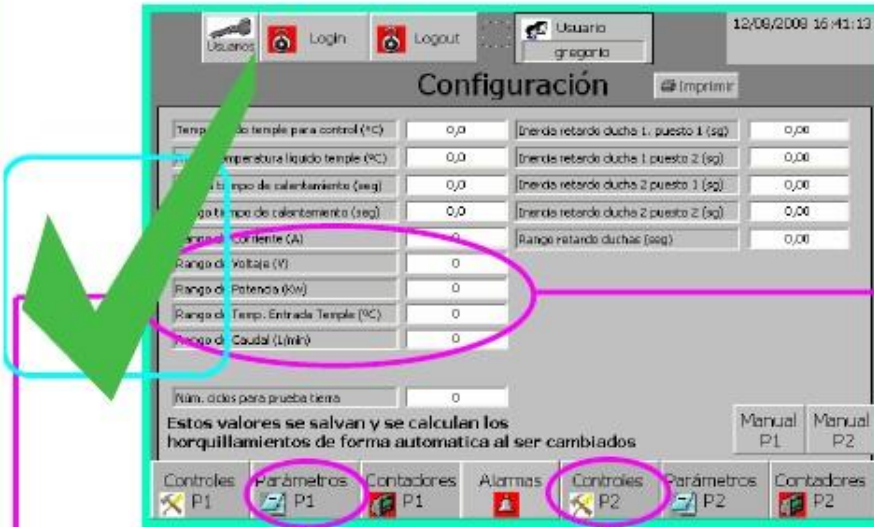 Usuarios
Login
Logout
Usuario
gregorio
12/08/2008 16:41:13
Configuración
Imprimir
temple para control (ºC) 0,0 Inercia retardo ducha 1. puesto 1 (sg) 0,00
temperatura líquido temple (ºC) 0,0 Inercia retardo ducha 1 puesto 2 (sg) 0,00
de calentamiento (seg) 0,0 Inercia retardo ducha 2 puesto 1 (sg) 0,00
tiempo de calentamiento (seg) 0,0 Inercia retardo ducha 2 puesto 2 (sg) 0,00
Corriente (A) 0 Rango retardo duchas (seg) 0,00
Rango de Voltaje (V) 0
Rango de Potencia (Kw) 0
Rango de Temp. Entrada Temple (ºC) 0
Rango de Caudal (L/min) 0
Núm. ciclos para prueba tierra 0
Estos valores se salvan y se calculan los
horquillamientos de forma automatica al ser cambiados
Manual P1
Manual P2
Controles P1
Parámetros P1
Contadores P1
Alarmas
Controles P2
Parámetros P2
Contadores P2